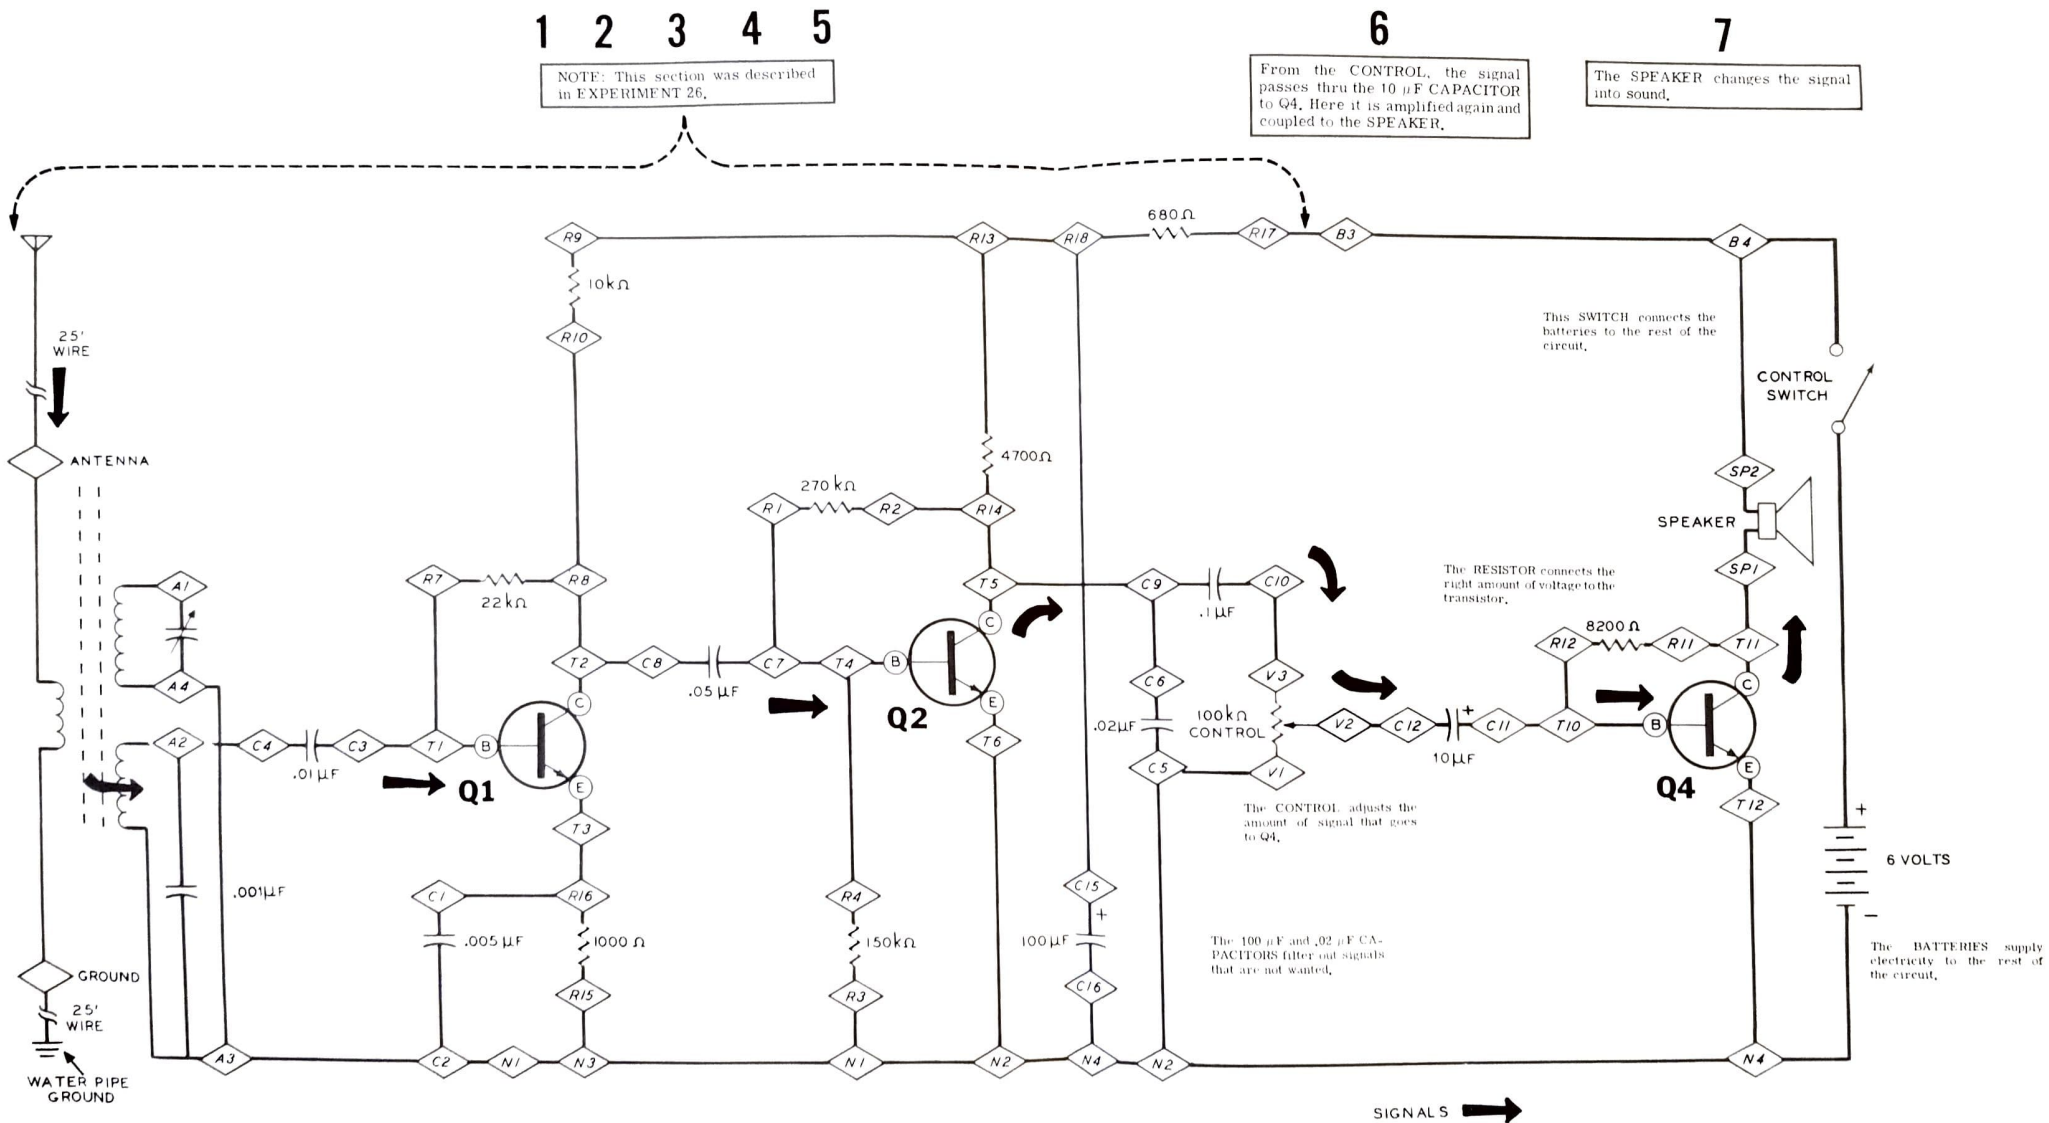 1 2 3 4 5 6 7
NOTE: This section was described
in EXPERIMENT 26.
From the CONTROL, the signal
passes thru the 10 µF CAPACITOR
to Q4. Here it is amplified again and
coupled to the SPEAKER.
The SPEAKER changes the signal
into sound.
R9
R13
R18
680Ω
R17
B3
B4
10kΩ
R10
25'
WIRE
ANTENNA
This SWITCH connects the
batteries to the rest of the
circuit.
CONTROL
SWITCH
4700Ω
270kΩ
R1
R2
R14
SP2
SPEAKER
SP1
A1
R7
22kΩ
R8
T5
C9
.1µF
C10
The RESISTOR connects the
right amount of voltage to the
transistor.
8200Ω
R12
R11
T11
C
C
A4
T2
C8
.05µF
C7
T4
B
Q2
E
C6
V3
C
A2
C4
.01µF
C3
T1
B
Q1
E
T6
.02µF
100kΩ
CONTROL
V2
C12
+
10µF
C11
T10
B
Q4
E
C5
V1
T12
T3
The CONTROL adjusts the
amount of signal that goes
to Q4.
+
6 VOLTS
−
.001µF
C1
R16
R4
C15
+
.005µF
1000Ω
150kΩ
100µF
The 100 µF and .02 µF CA-
PACITORS filter out signals
that are not wanted.
The BATTERIES supply
electricity to the rest of
the circuit.
GROUND
25'
WIRE
R15
R3
C16
A3
C2
N1
N3
N1
N2
N4
N2
N4
WATER PIPE
GROUND
SIGNALS